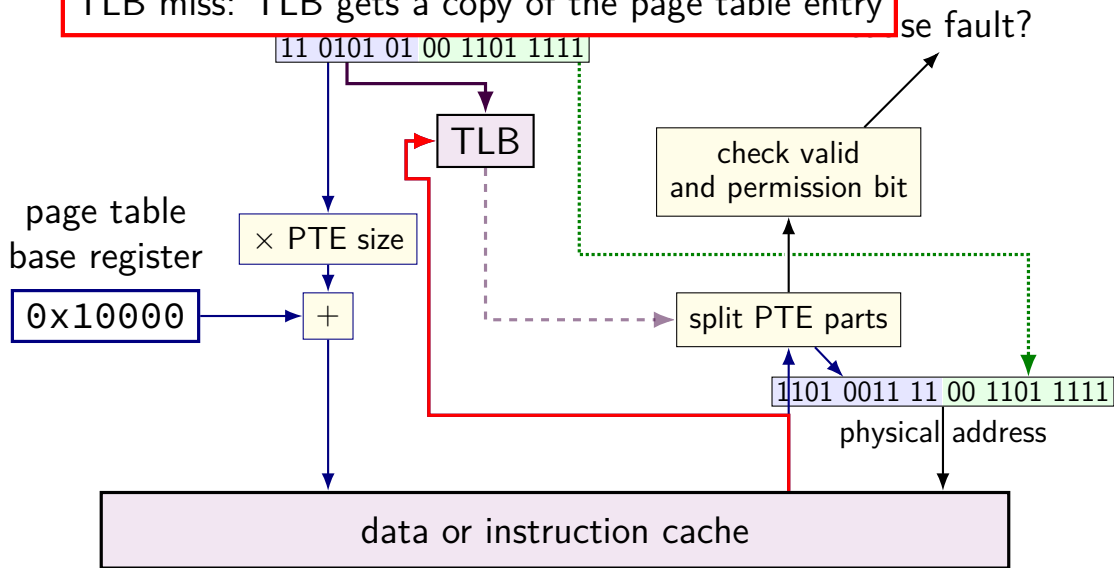 TLB miss: TLB gets a copy of the page table entry
fault?
11 0101 01 00 1101 1111
TLB
check valid
and permission bit
page table
base register
× PTE size
0x10000
+
split PTE parts
1101 0011 11 00 1101 1111
physical address
data or instruction cache